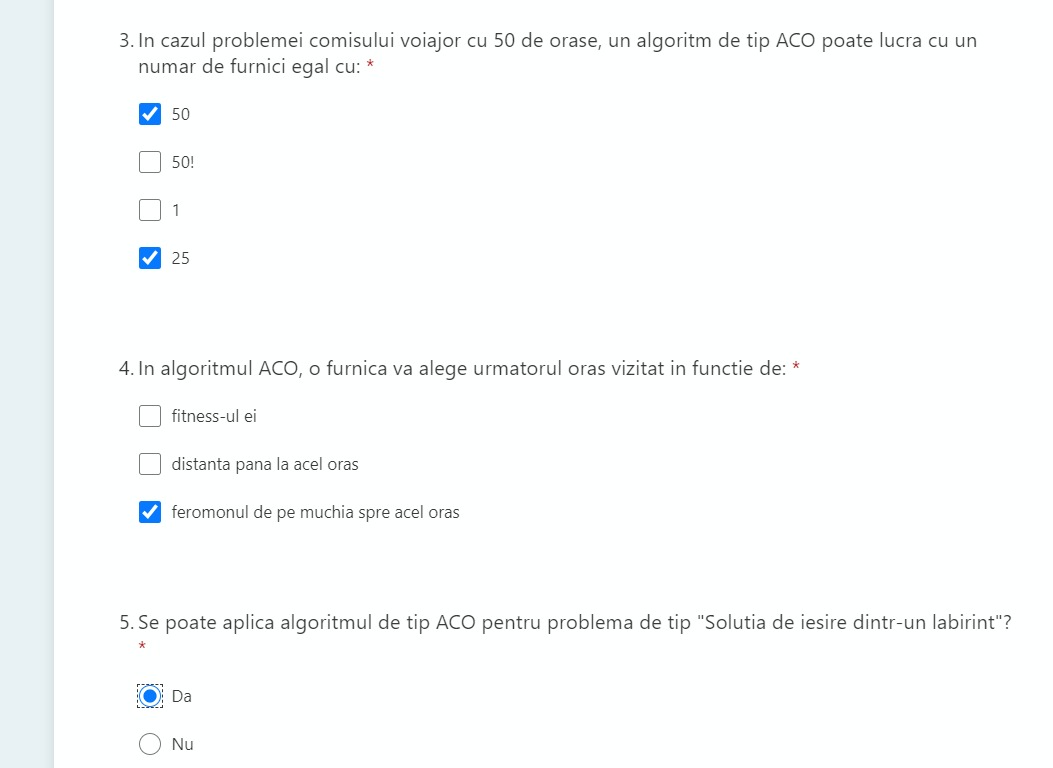 3. In cazul problemei comisului voiajor cu 50 de orase, un algoritm de tip ACO poate lucra cu un
numar de furnici egal cu: *
50
50!
1
25
4. In algoritmul ACO, o furnica va alege urmatorul oras vizitat in functie de: *
fitness-ul ei
distanta pana la acel oras
feromonul de pe muchia spre acel oras
5. Se poate aplica algoritmul de tip ACO pentru problema de tip "Solutia de iesire dintr-un labirint"?
*
Da
Nu